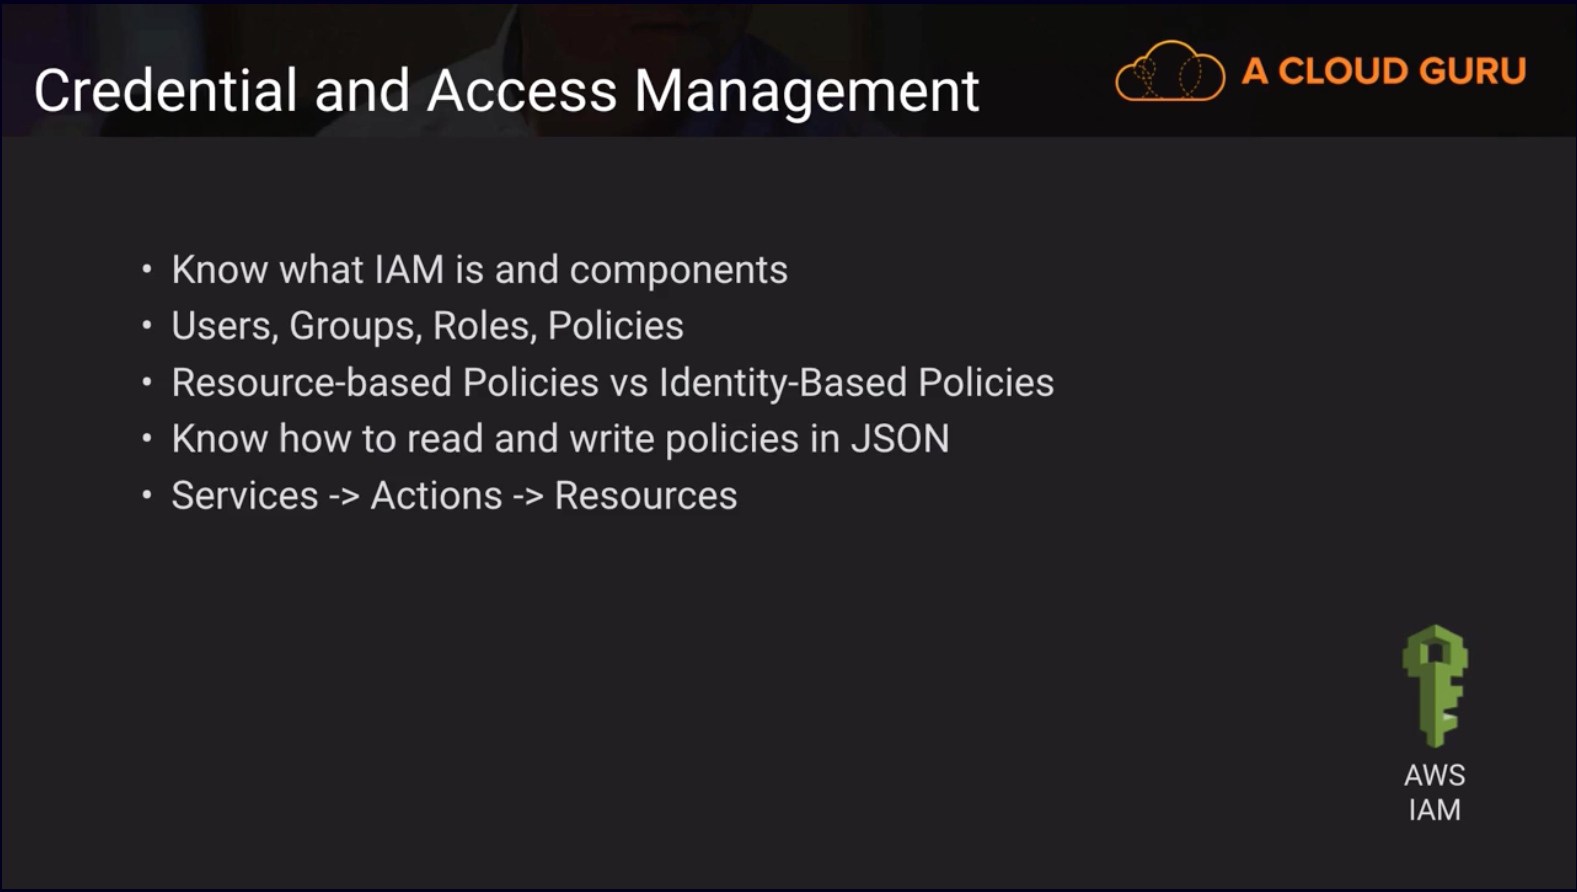 Credential and Access Management
A CLOUD GURU
• Know what IAM is and components
• Users, Groups, Roles, Policies
• Resource-based Policies vs Identity-Based Policies
• Know how to read and write policies in JSON
• Services -> Actions -> Resources
AWS
IAM